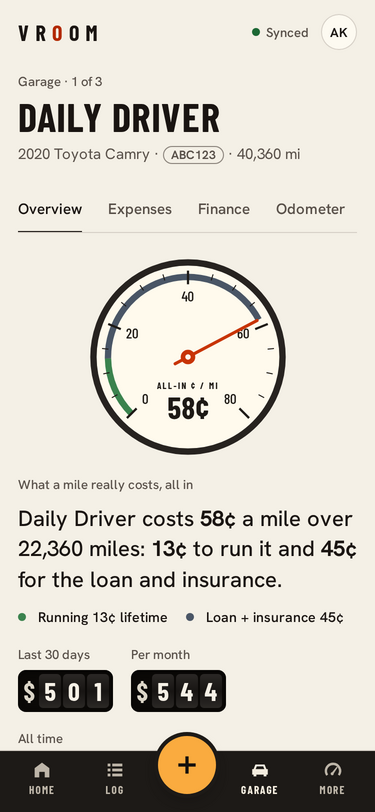 VROOM
Synced
AK
Garage · 1 of 3
DAILY DRIVER
2020 Toyota Camry · ABC123 · 40,360 mi
Overview Expenses Finance Odometer
40
20 60
0 80
ALL-IN ¢ / MI
58¢
What a mile really costs, all in
Daily Driver costs 58¢ a mile over
22,360 miles: 13¢ to run it and 45¢
for the loan and insurance.
Running 13¢ lifetime Loan + insurance 45¢
Last 30 days Per month
$501 $544
All time
+
HOME LOG GARAGE MORE